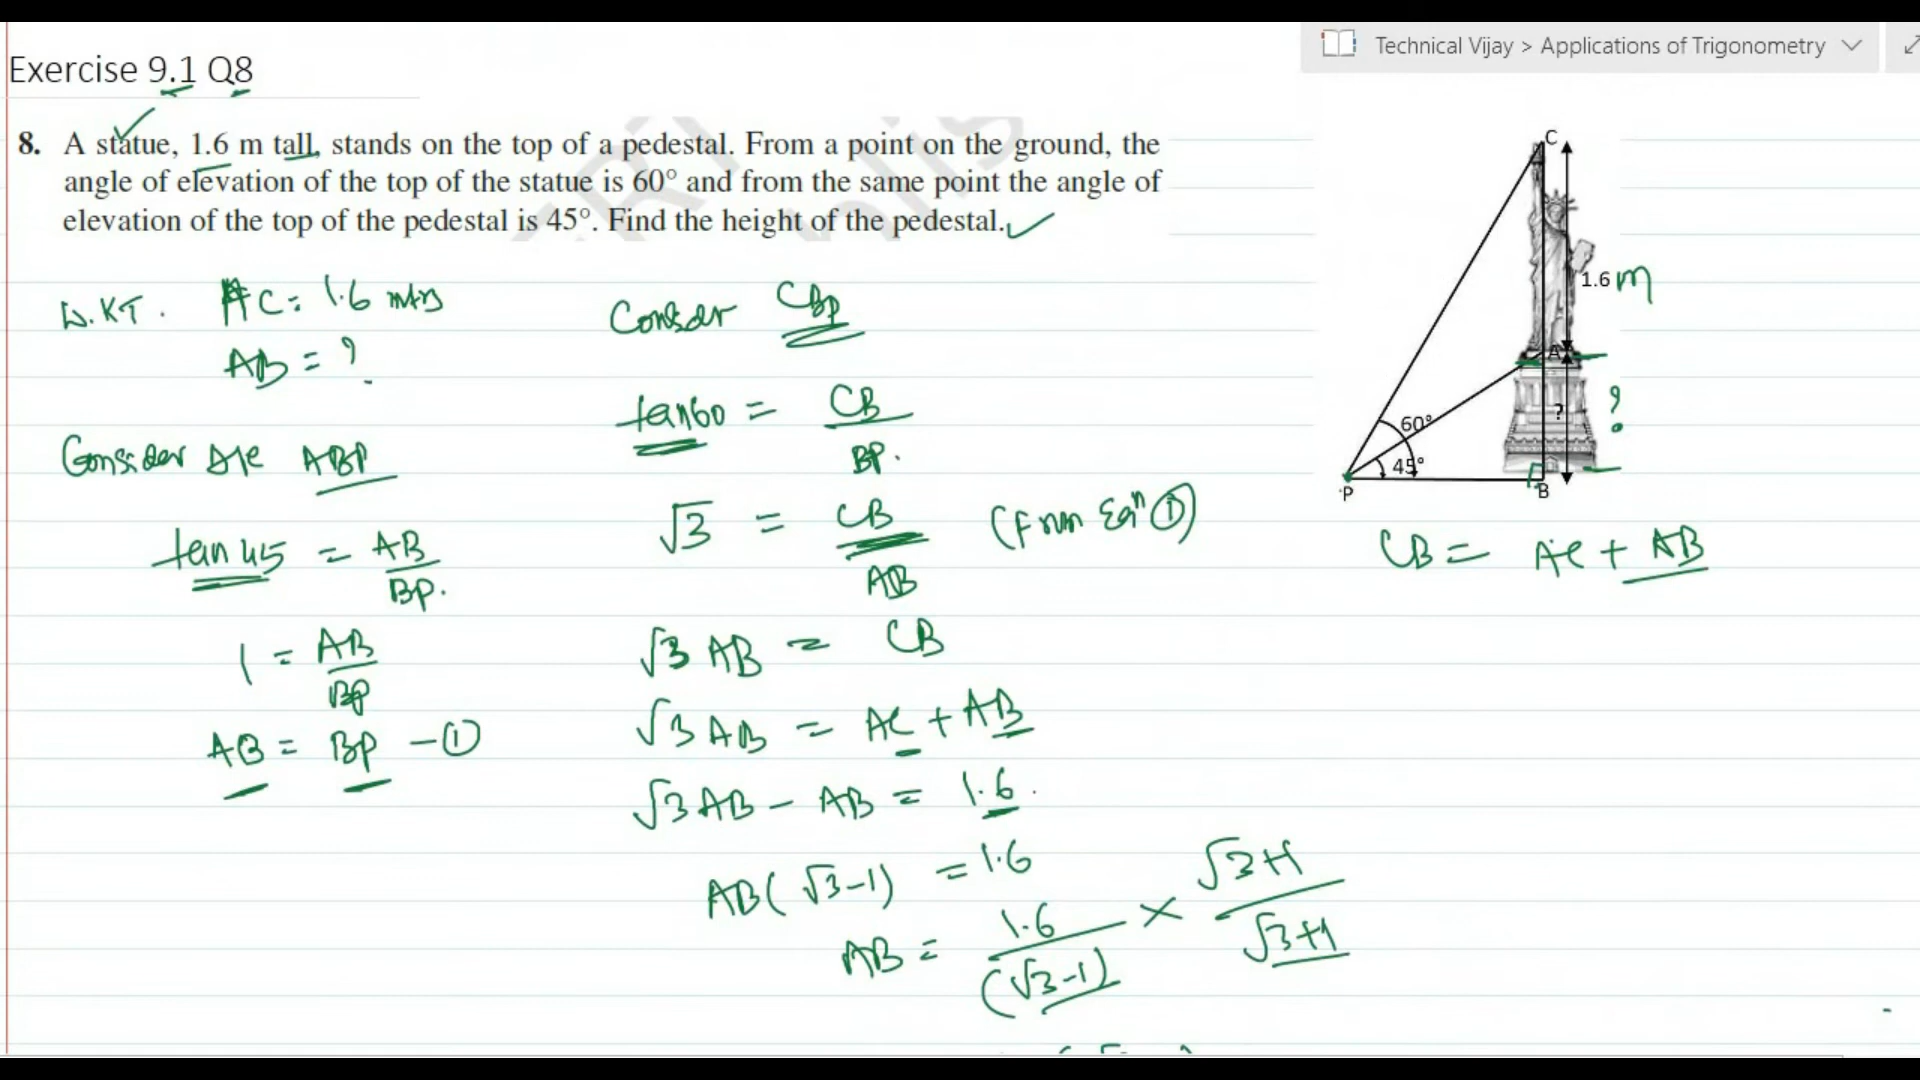 Technical Vijay > Applications of Trigonometry
Exercise 9.1 Q8
8. A statue, 1.6 m tall, stands on the top of a pedestal. From a point on the ground, the
angle of elevation of the top of the statue is 60° and from the same point the angle of
elevation of the top of the pedestal is 45°. Find the height of the pedestal.
W.KT. AC = 1.6 mtrs
AB = ?
Consider Δle ABP
tan 45 = AB/BP.
1 = AB/BP
AB = BP - ①
Consider CBP
tan 60 = CB/BP.
√3 = CB/AB (From Eqⁿ ①)
√3 AB = CB
√3 AB = AC + AB
√3 AB - AB = 1.6.
AB(√3-1) = 1.6
AB = 1.6/(√3-1) × √3+1/√3+1
C
1.6 m
A
?
?
60°
45°
P
B
CB = AC + AB